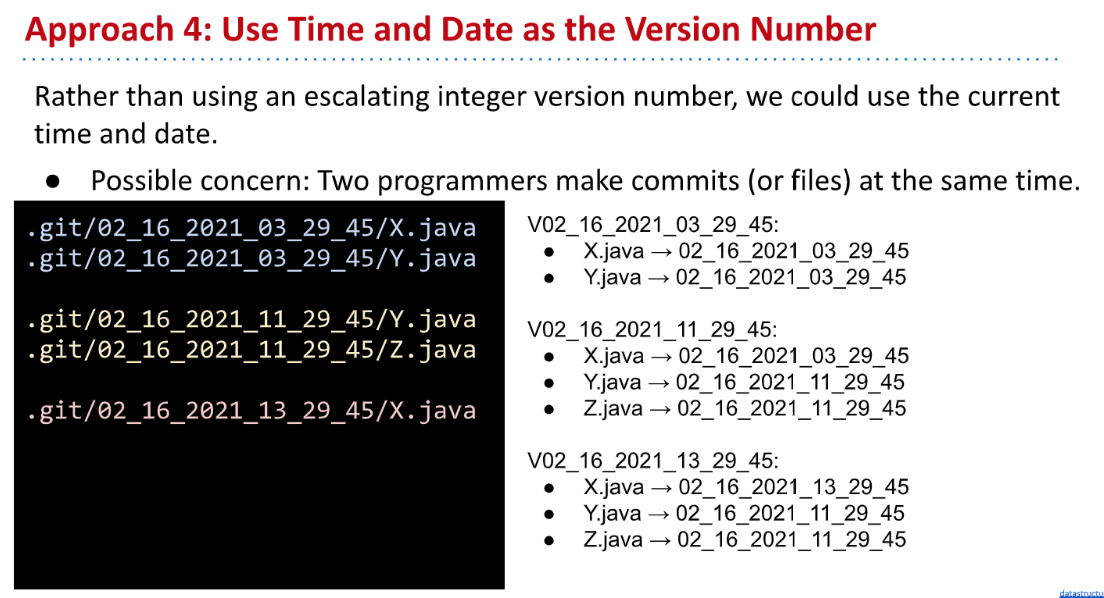 Approach 4: Use Time and Date as the Version Number
Rather than using an escalating integer version number, we could use the current
time and date.
● Possible concern: Two programmers make commits (or files) at the same time.
.git/02_16_2021_03_29_45/X.java
.git/02_16_2021_03_29_45/Y.java
.git/02_16_2021_11_29_45/Y.java
.git/02_16_2021_11_29_45/Z.java
.git/02_16_2021_13_29_45/X.java
V02_16_2021_03_29_45:
● X.java → 02_16_2021_03_29_45
● Y.java → 02_16_2021_03_29_45
V02_16_2021_11_29_45:
● X.java → 02_16_2021_03_29_45
● Y.java → 02_16_2021_11_29_45
● Z.java → 02_16_2021_11_29_45
V02_16_2021_13_29_45:
● X.java → 02_16_2021_13_29_45
● Y.java → 02_16_2021_11_29_45
● Z.java → 02_16_2021_11_29_45
datastructu